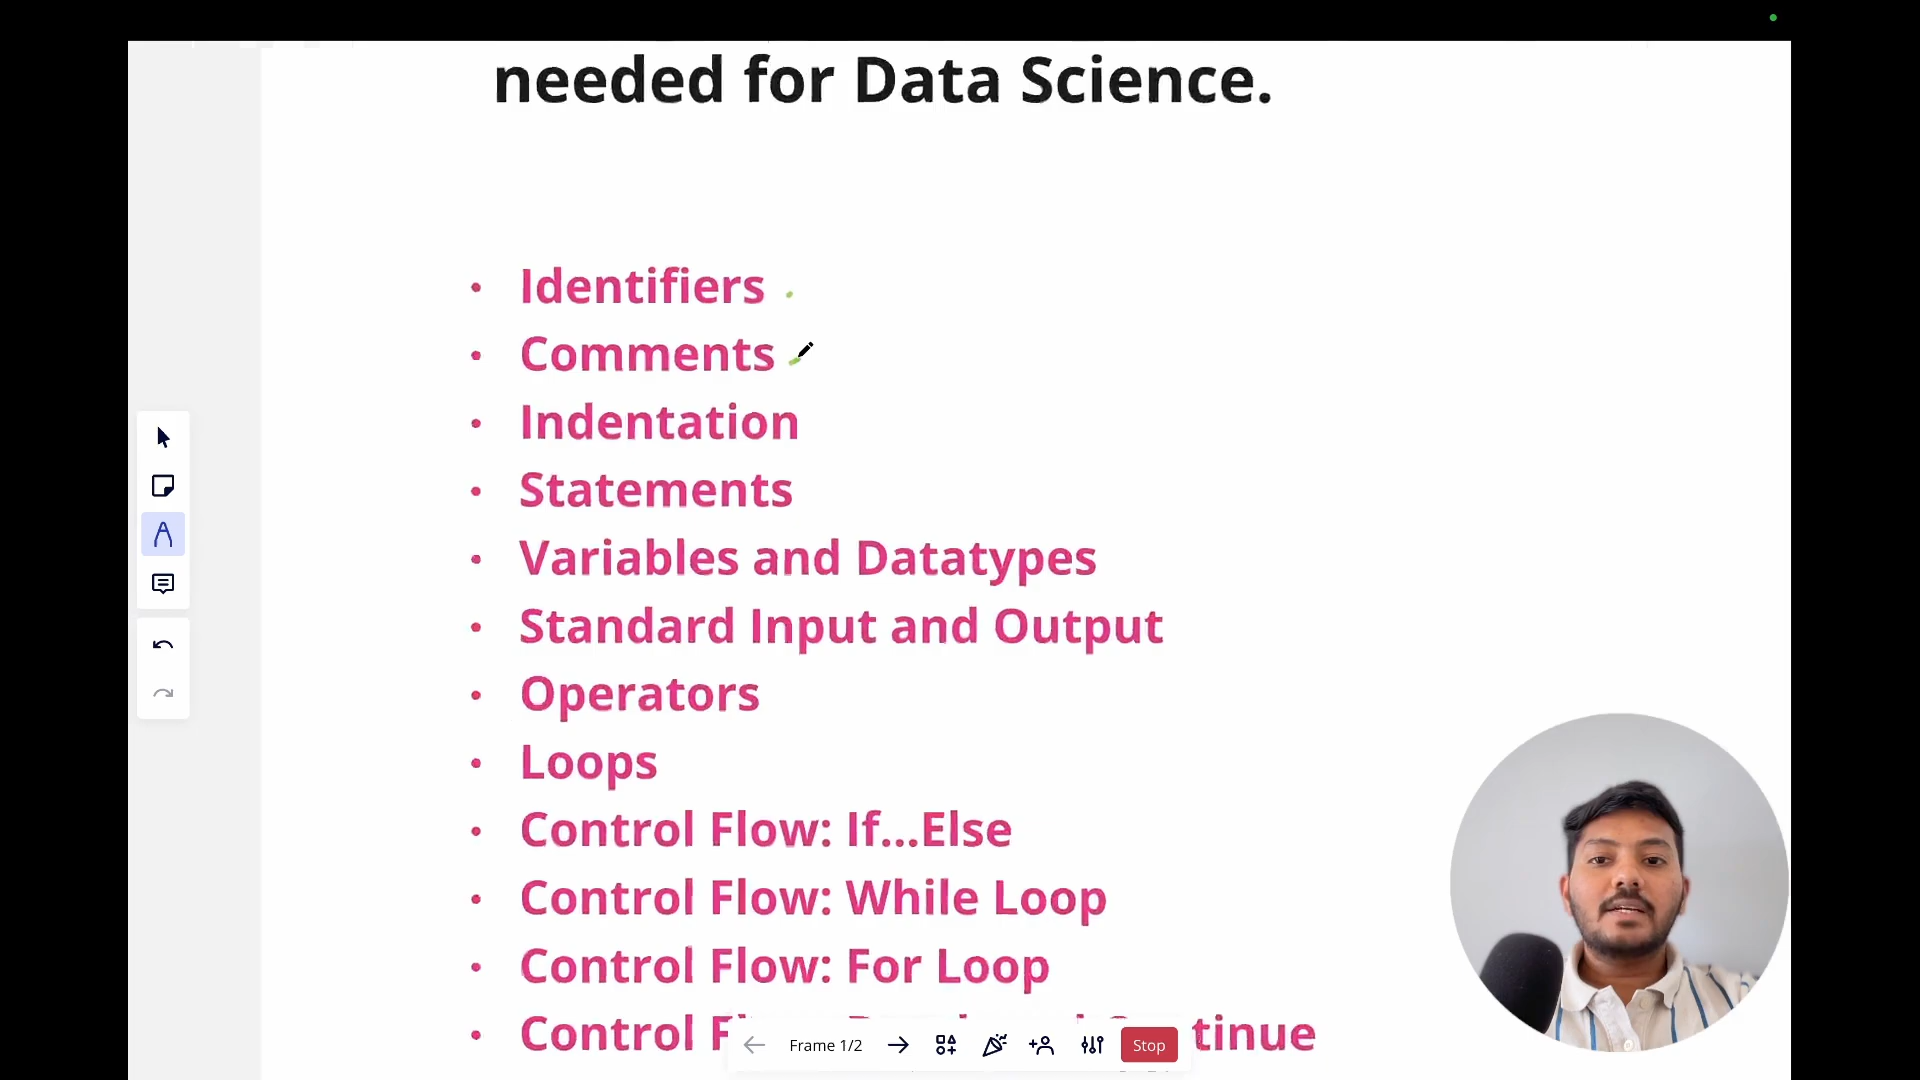 needed for Data Science.
• Identifiers
• Comments
• Indentation
• Statements
• Variables and Datatypes
• Standard Input and Output
• Operators
• Loops
• Control Flow: If...Else
• Control Flow: While Loop
• Control Flow: For Loop
• Control
Frame 1/2
Stop